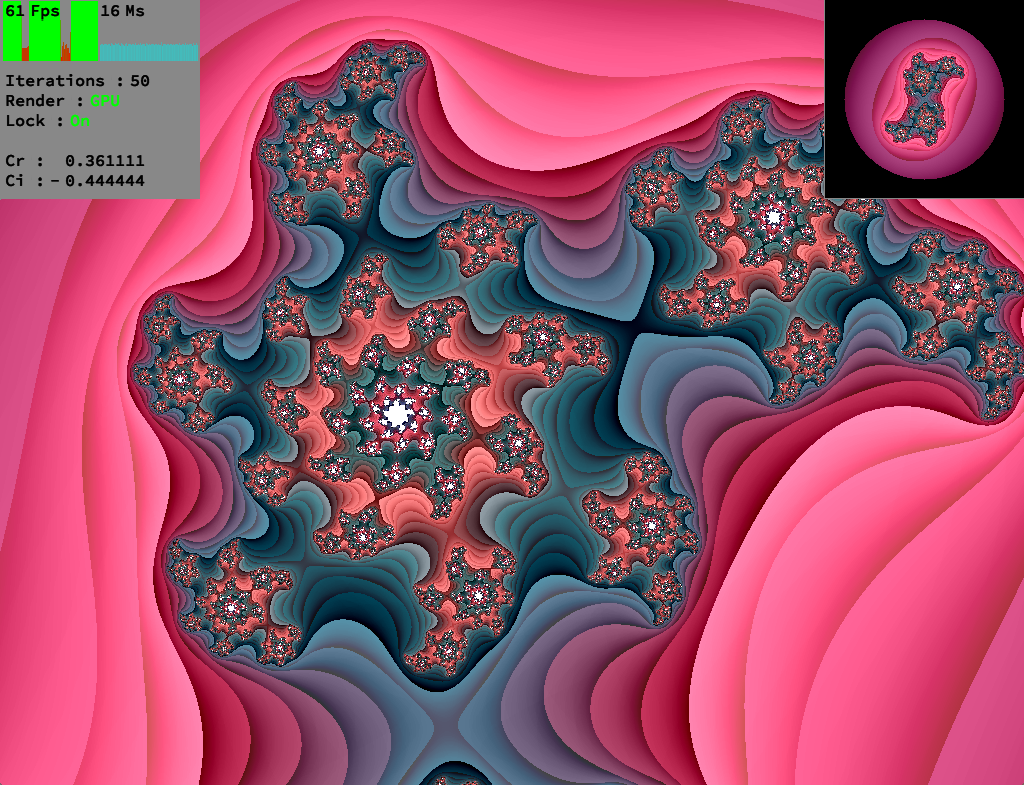 61 Fps 16 Ms
Iterations : 50
Render : GPU
Lock : On
Cr : 0.361111
Ci : - 0.444444